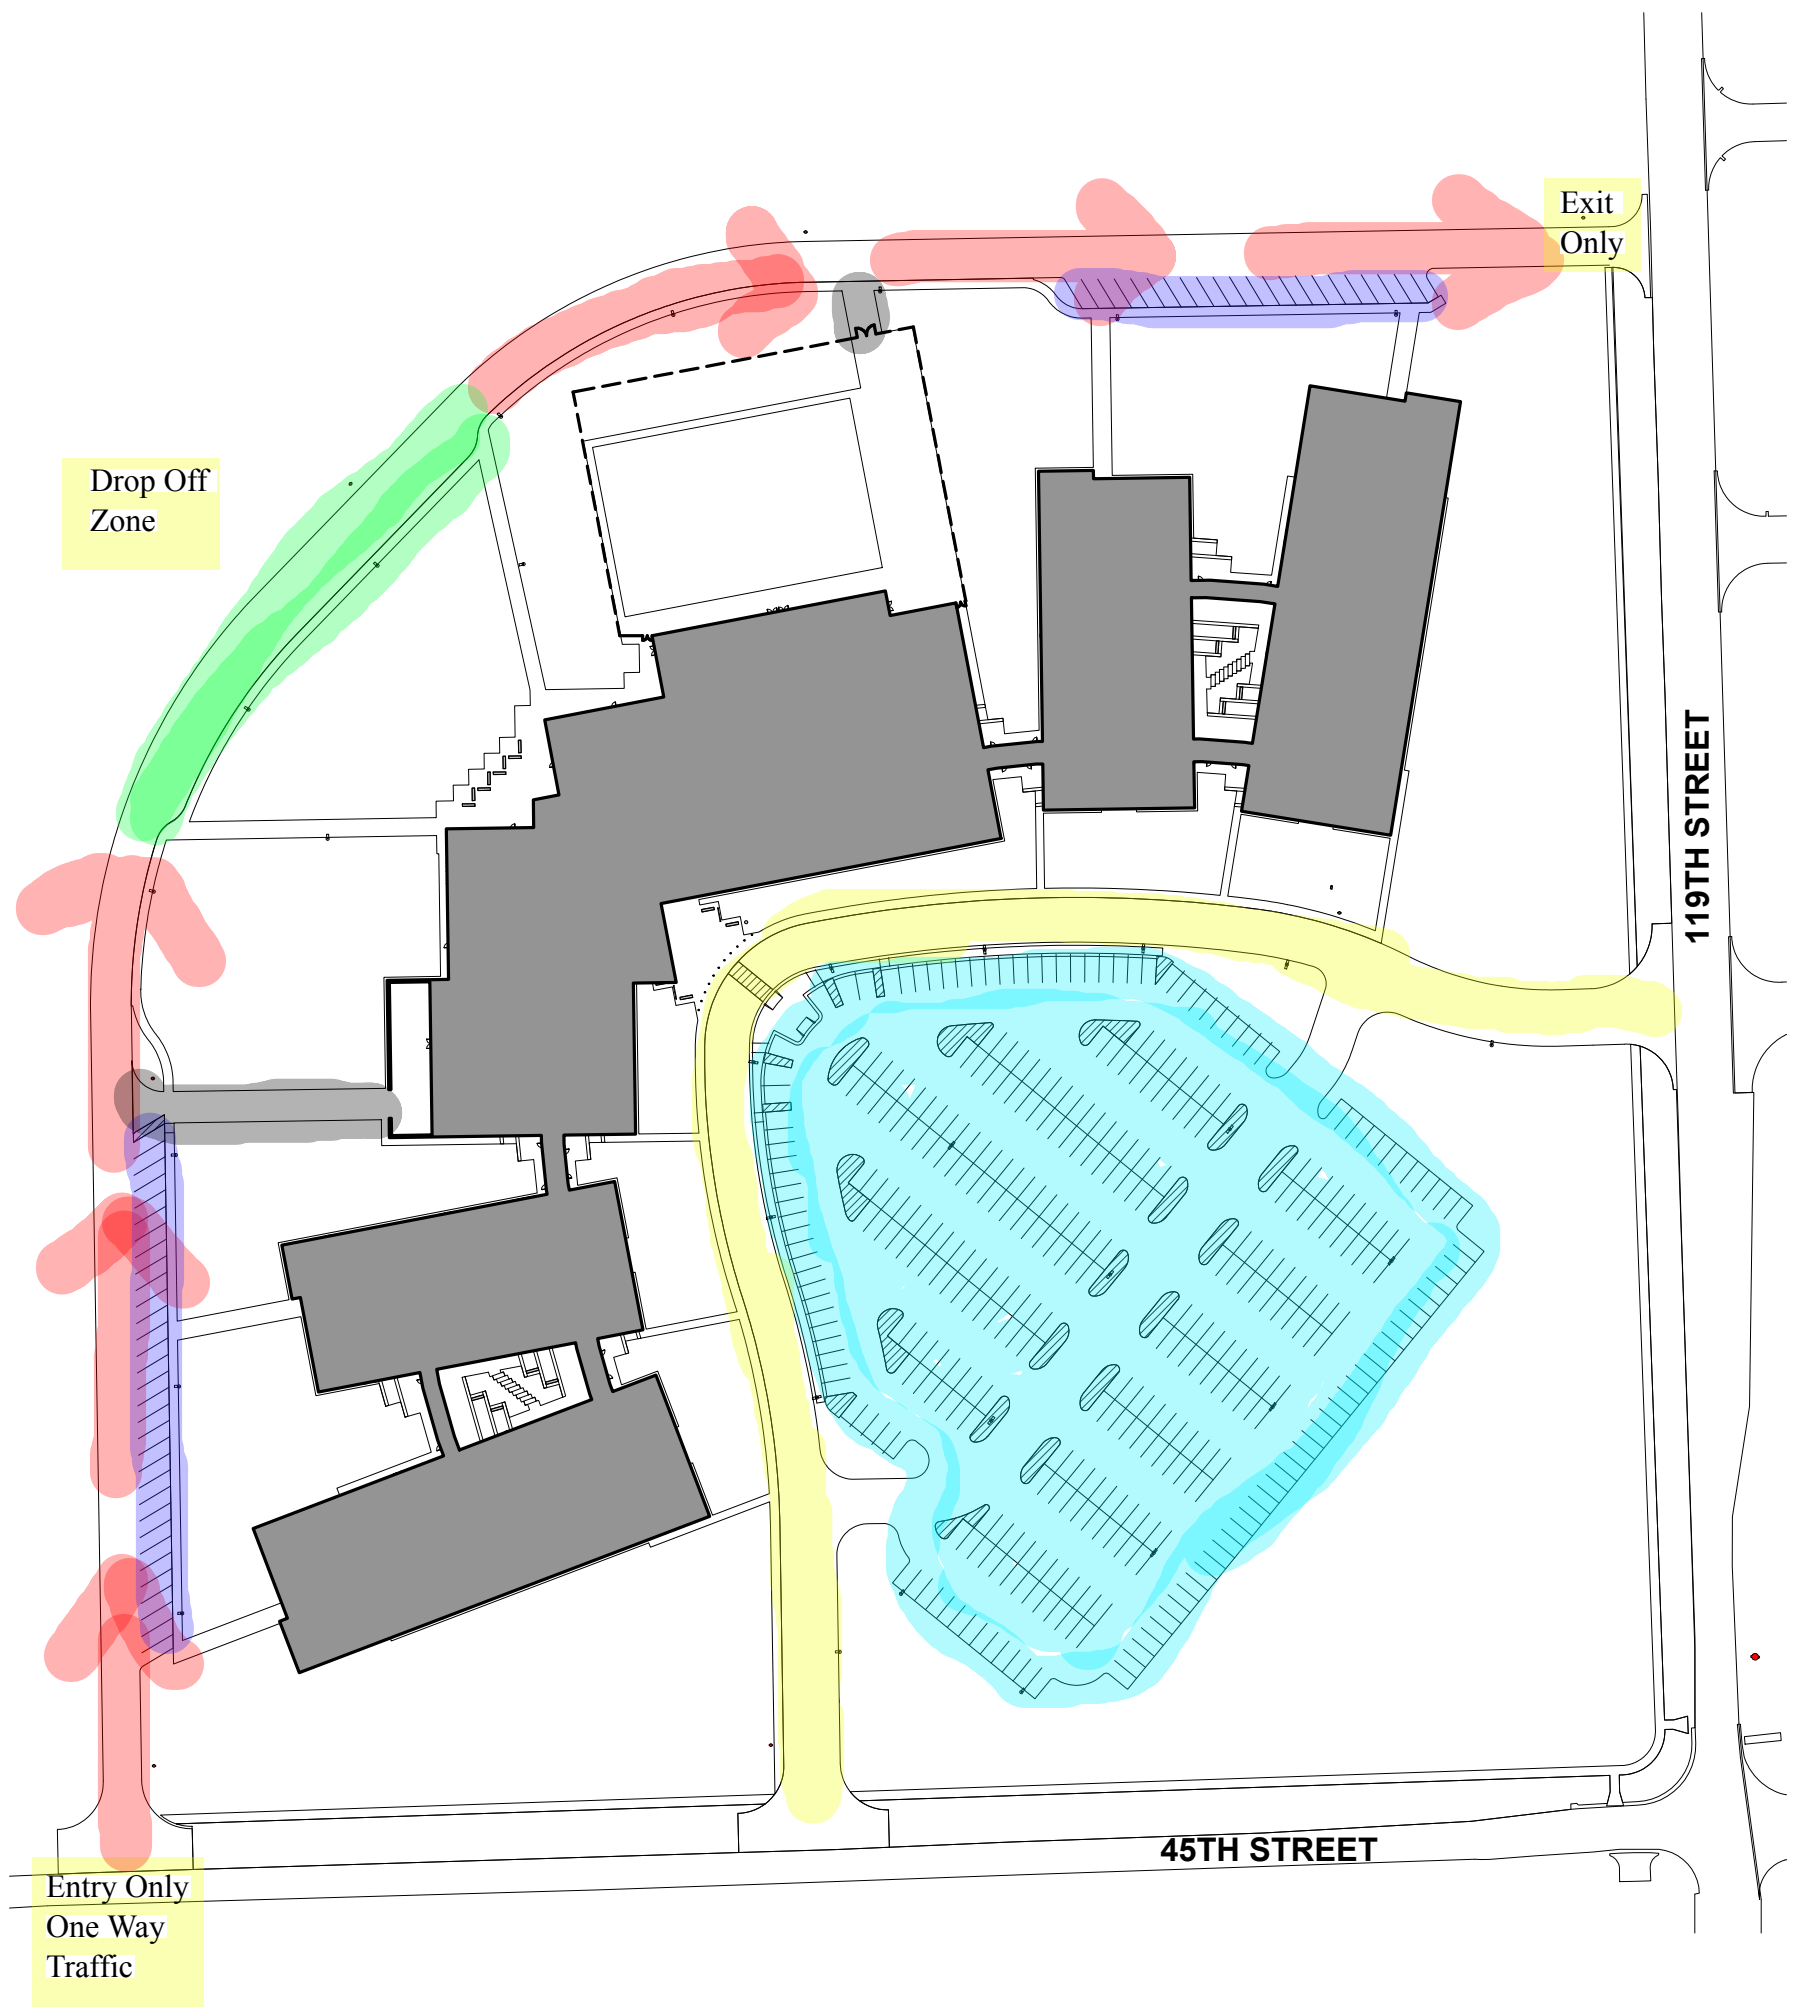 Exit
Only
Drop Off
Zone
119TH STREET
45TH STREET
Entry Only
One Way
Traffic